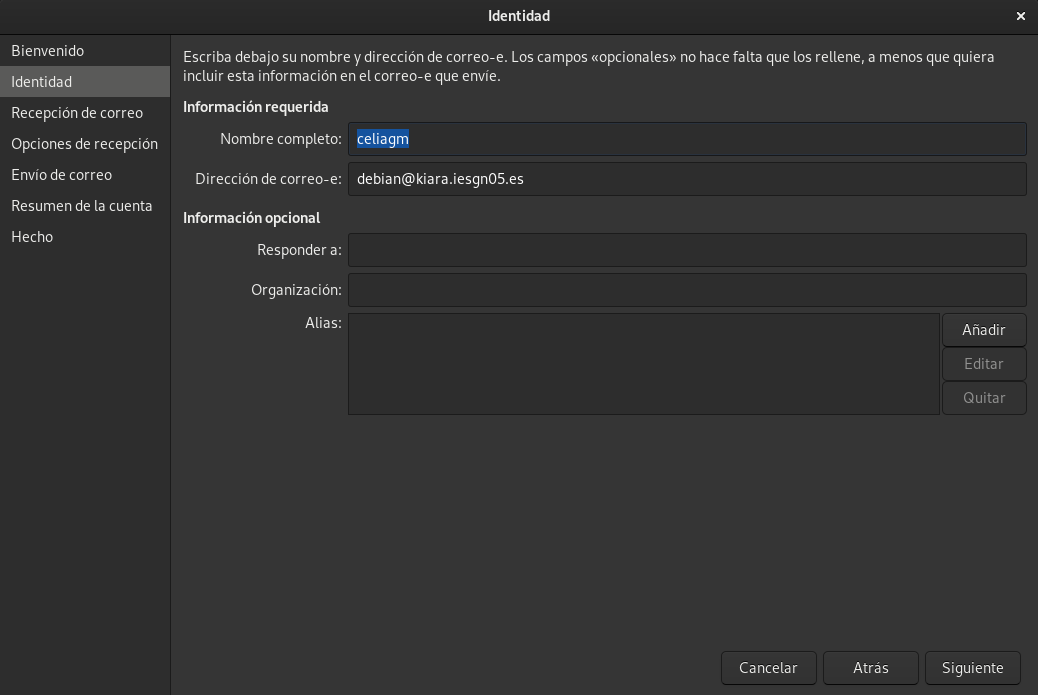 Identidad
Bienvenido
Identidad
Recepción de correo
Opciones de recepción
Envío de correo
Resumen de la cuenta
Hecho
Escriba debajo su nombre y dirección de correo-e. Los campos «opcionales» no hace falta que los rellene, a menos que quiera
incluir esta información en el correo-e que envíe.
Información requerida
Nombre completo: celiagm
Dirección de correo-e: debian@kiara.iesgn05.es
Información opcional
Responder a:
Organización:
Alias:
Añadir
Editar
Quitar
Cancelar Atrás Siguiente